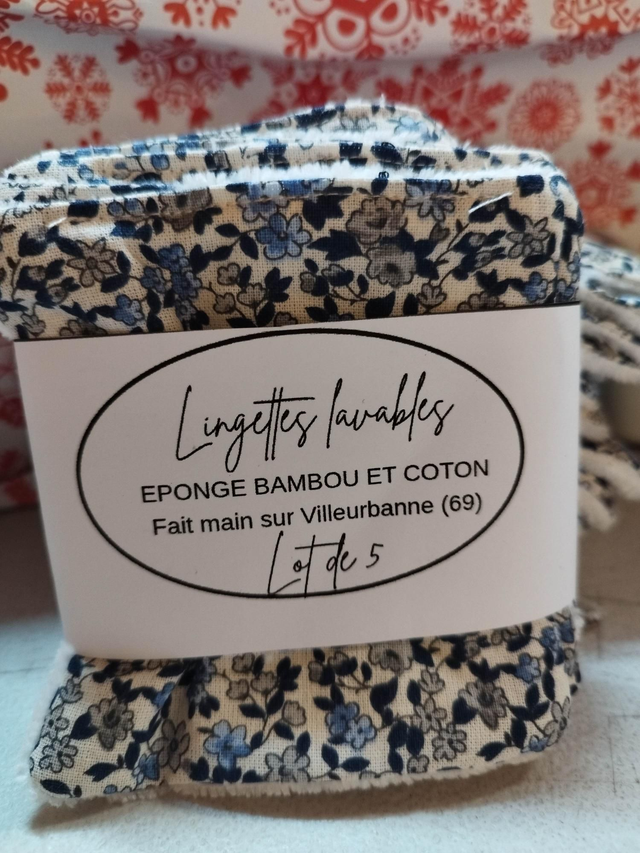 Lingettes lavables
EPONGE BAMBOU ET COTON
Fait main sur Villeurbanne (69)
Lot de 5